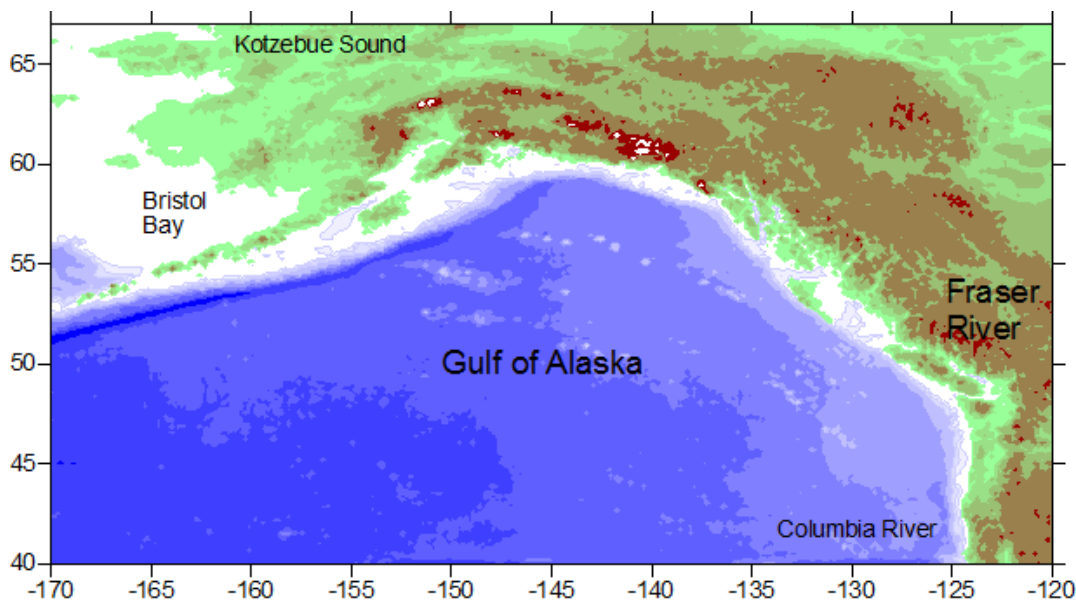 65
Kotzebue Sound
60
Bristol
Bay
55
Fraser
River
50
Gulf of Alaska
45
Columbia River
40
-170 -165 -160 -155 -150 -145 -140 -135 -130 -125 -120